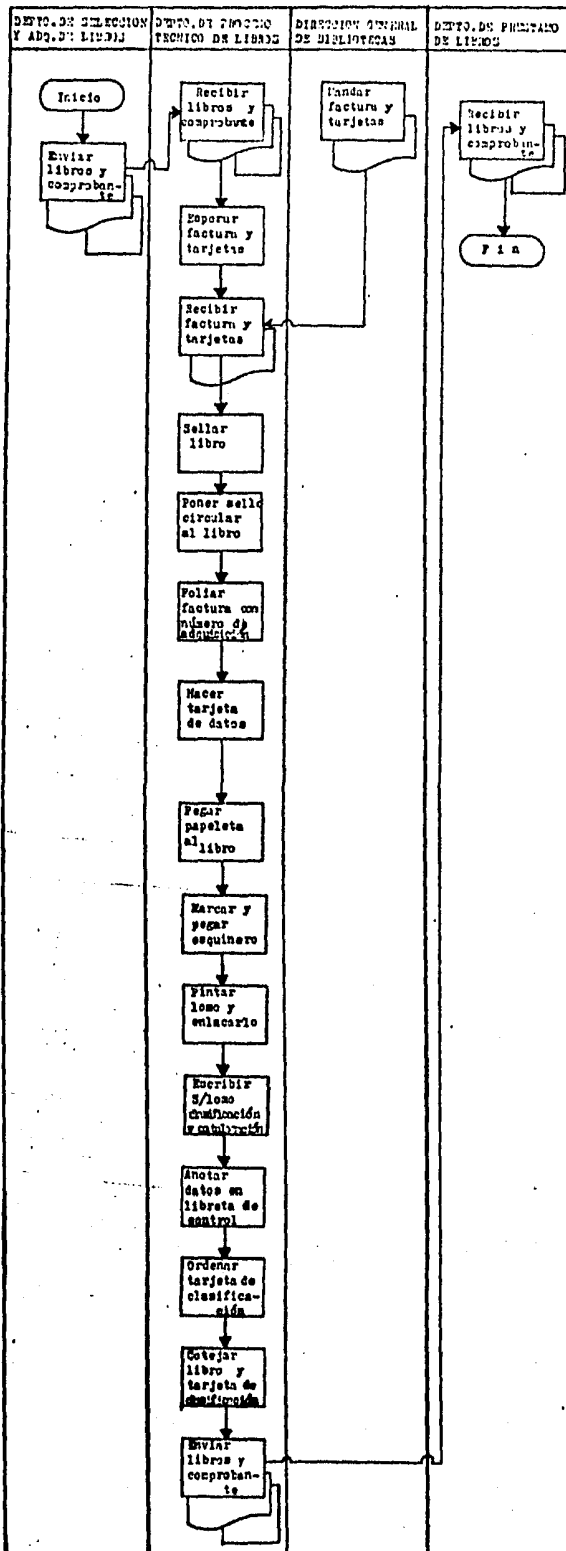 DEPTO. DE SELECCION
Y ADQ. DE LIBROS
DEPTO. DE PROCESO
TECNICO DE LIBROS
DIRECCION GENERAL
DE BIBLIOTECAS
DEPTO. DE PRESTAMO
DE LIBROS
Inicio
Enviar
libros y
comproban-
te
Recibir
libros y
comprobante
Esperar
factura y
tarjetas
Recibir
factura y
tarjetas
Sellar
libro
Poner sello
circular
al libro
Foliar
factura con
número de
adquisición
Hacer
tarjeta
de datos
Pegar
papeleta
al libro
Marcar y
pegar
esquinero
Pintar
lomo y
enlacarlo
Escribir
S/lomo
clasificación
y catalogación
Anotar
datos en
libreta de
control
Ordenar
tarjeta de
clasifica-
ción
Cotejar
libro y
tarjeta de
clasificación
Enviar
libros y
comproban-
te
Mandar
factura y
tarjetas
Recibir
libros y
comproban-
te
F i n